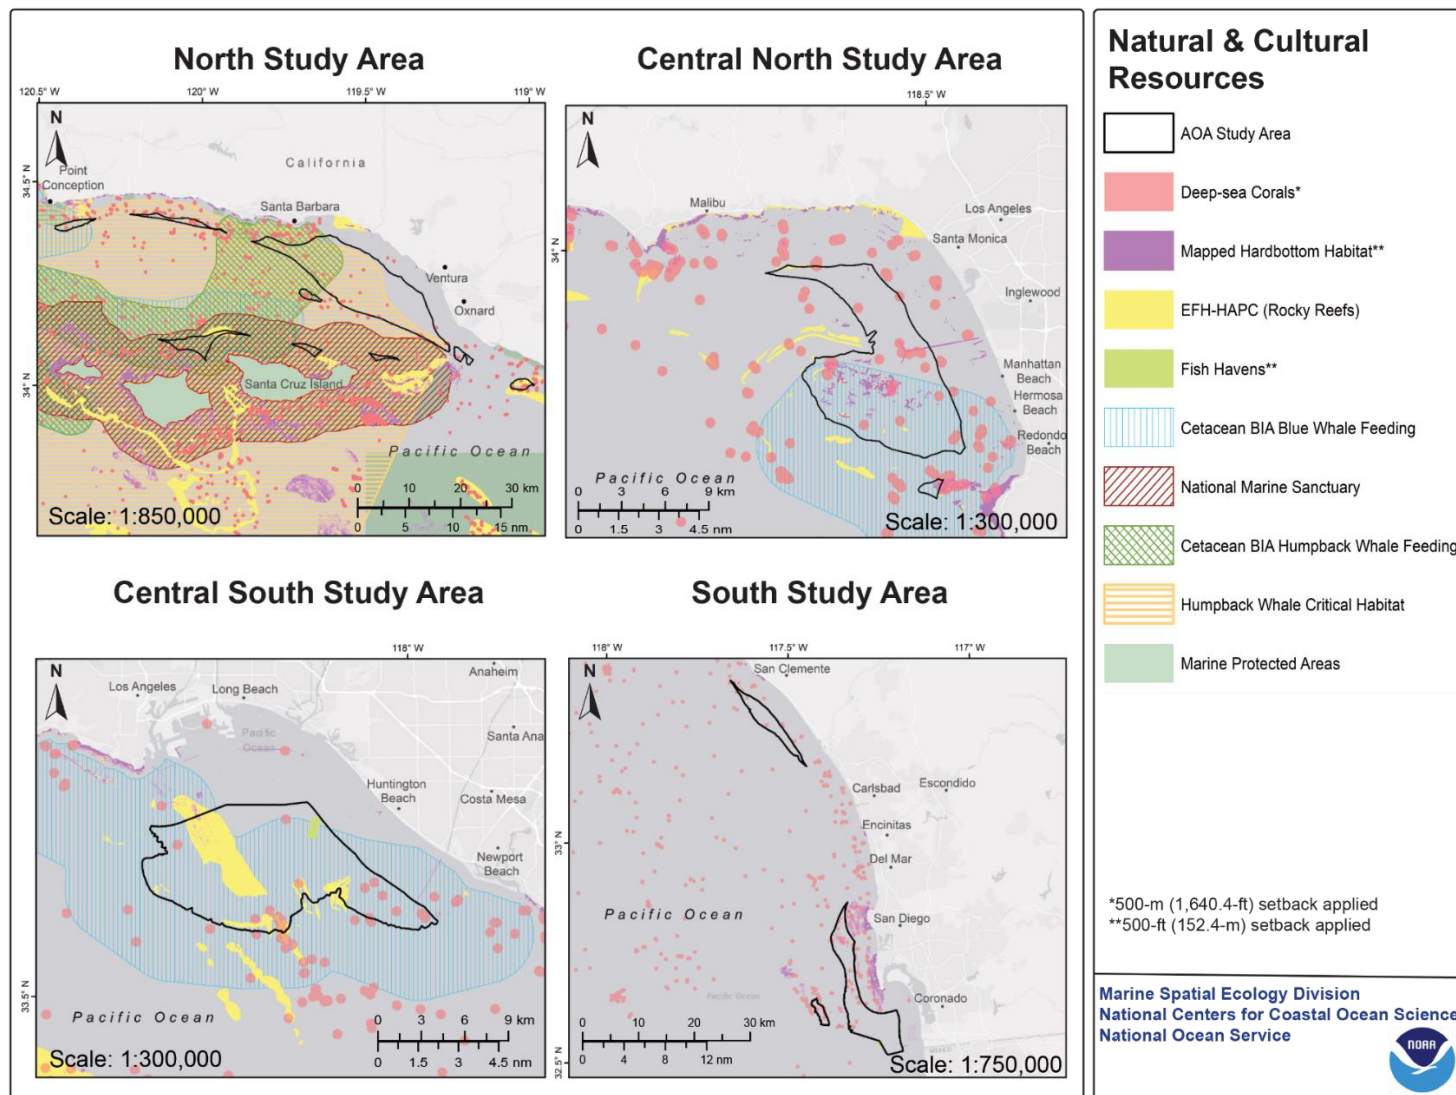 North Study Area
120.5° W
120° W
119.5° W
119° W
34.5° N
34° N
N
California
Point
Conception
Santa Barbara
Ventura
Oxnard
Santa Cruz Island
Pacific Ocean
0 10 20 30 km
0 5 10 15 nm
Scale: 1:850,000
Central North Study Area
118.5° W
34° N
N
Malibu
Los Angeles
Santa Monica
Inglewood
Manhattan
Beach
Hermosa
Beach
Redondo
Beach
Pacific Ocean
0 3 6 9 km
0 1.5 3 4.5 nm
Scale: 1:300,000
Central South Study Area
118° W
33.5° N
N
Anaheim
Los Angeles
Long Beach
Pacific
Ocean
Santa Ana
Huntington
Beach
Costa Mesa
Newport
Beach
Pacific Ocean
0 3 6 9 km
0 1.5 3 4.5 nm
Scale: 1:300,000
South Study Area
118° W
117.5° W
117° W
33° N
32.5° N
N
San Clemente
Carlsbad
Escondido
Encinitas
Del Mar
San Diego
Pacific Ocean
Pacific Ocean
Coronado
0 10 20 30 km
0 4 8 12 nm
Scale: 1:750,000
Natural & Cultural
Resources
AOA Study Area
Deep-sea Corals*
Mapped Hardbottom Habitat**
EFH-HAPC (Rocky Reefs)
Fish Havens**
Cetacean BIA Blue Whale Feeding
National Marine Sanctuary
Cetacean BIA Humpback Whale Feeding
Humpback Whale Critical Habitat
Marine Protected Areas
*500-m (1,640.4-ft) setback applied
**500-ft (152.4-m) setback applied
Marine Spatial Ecology Division
National Centers for Coastal Ocean Science
National Ocean Service
NOAA